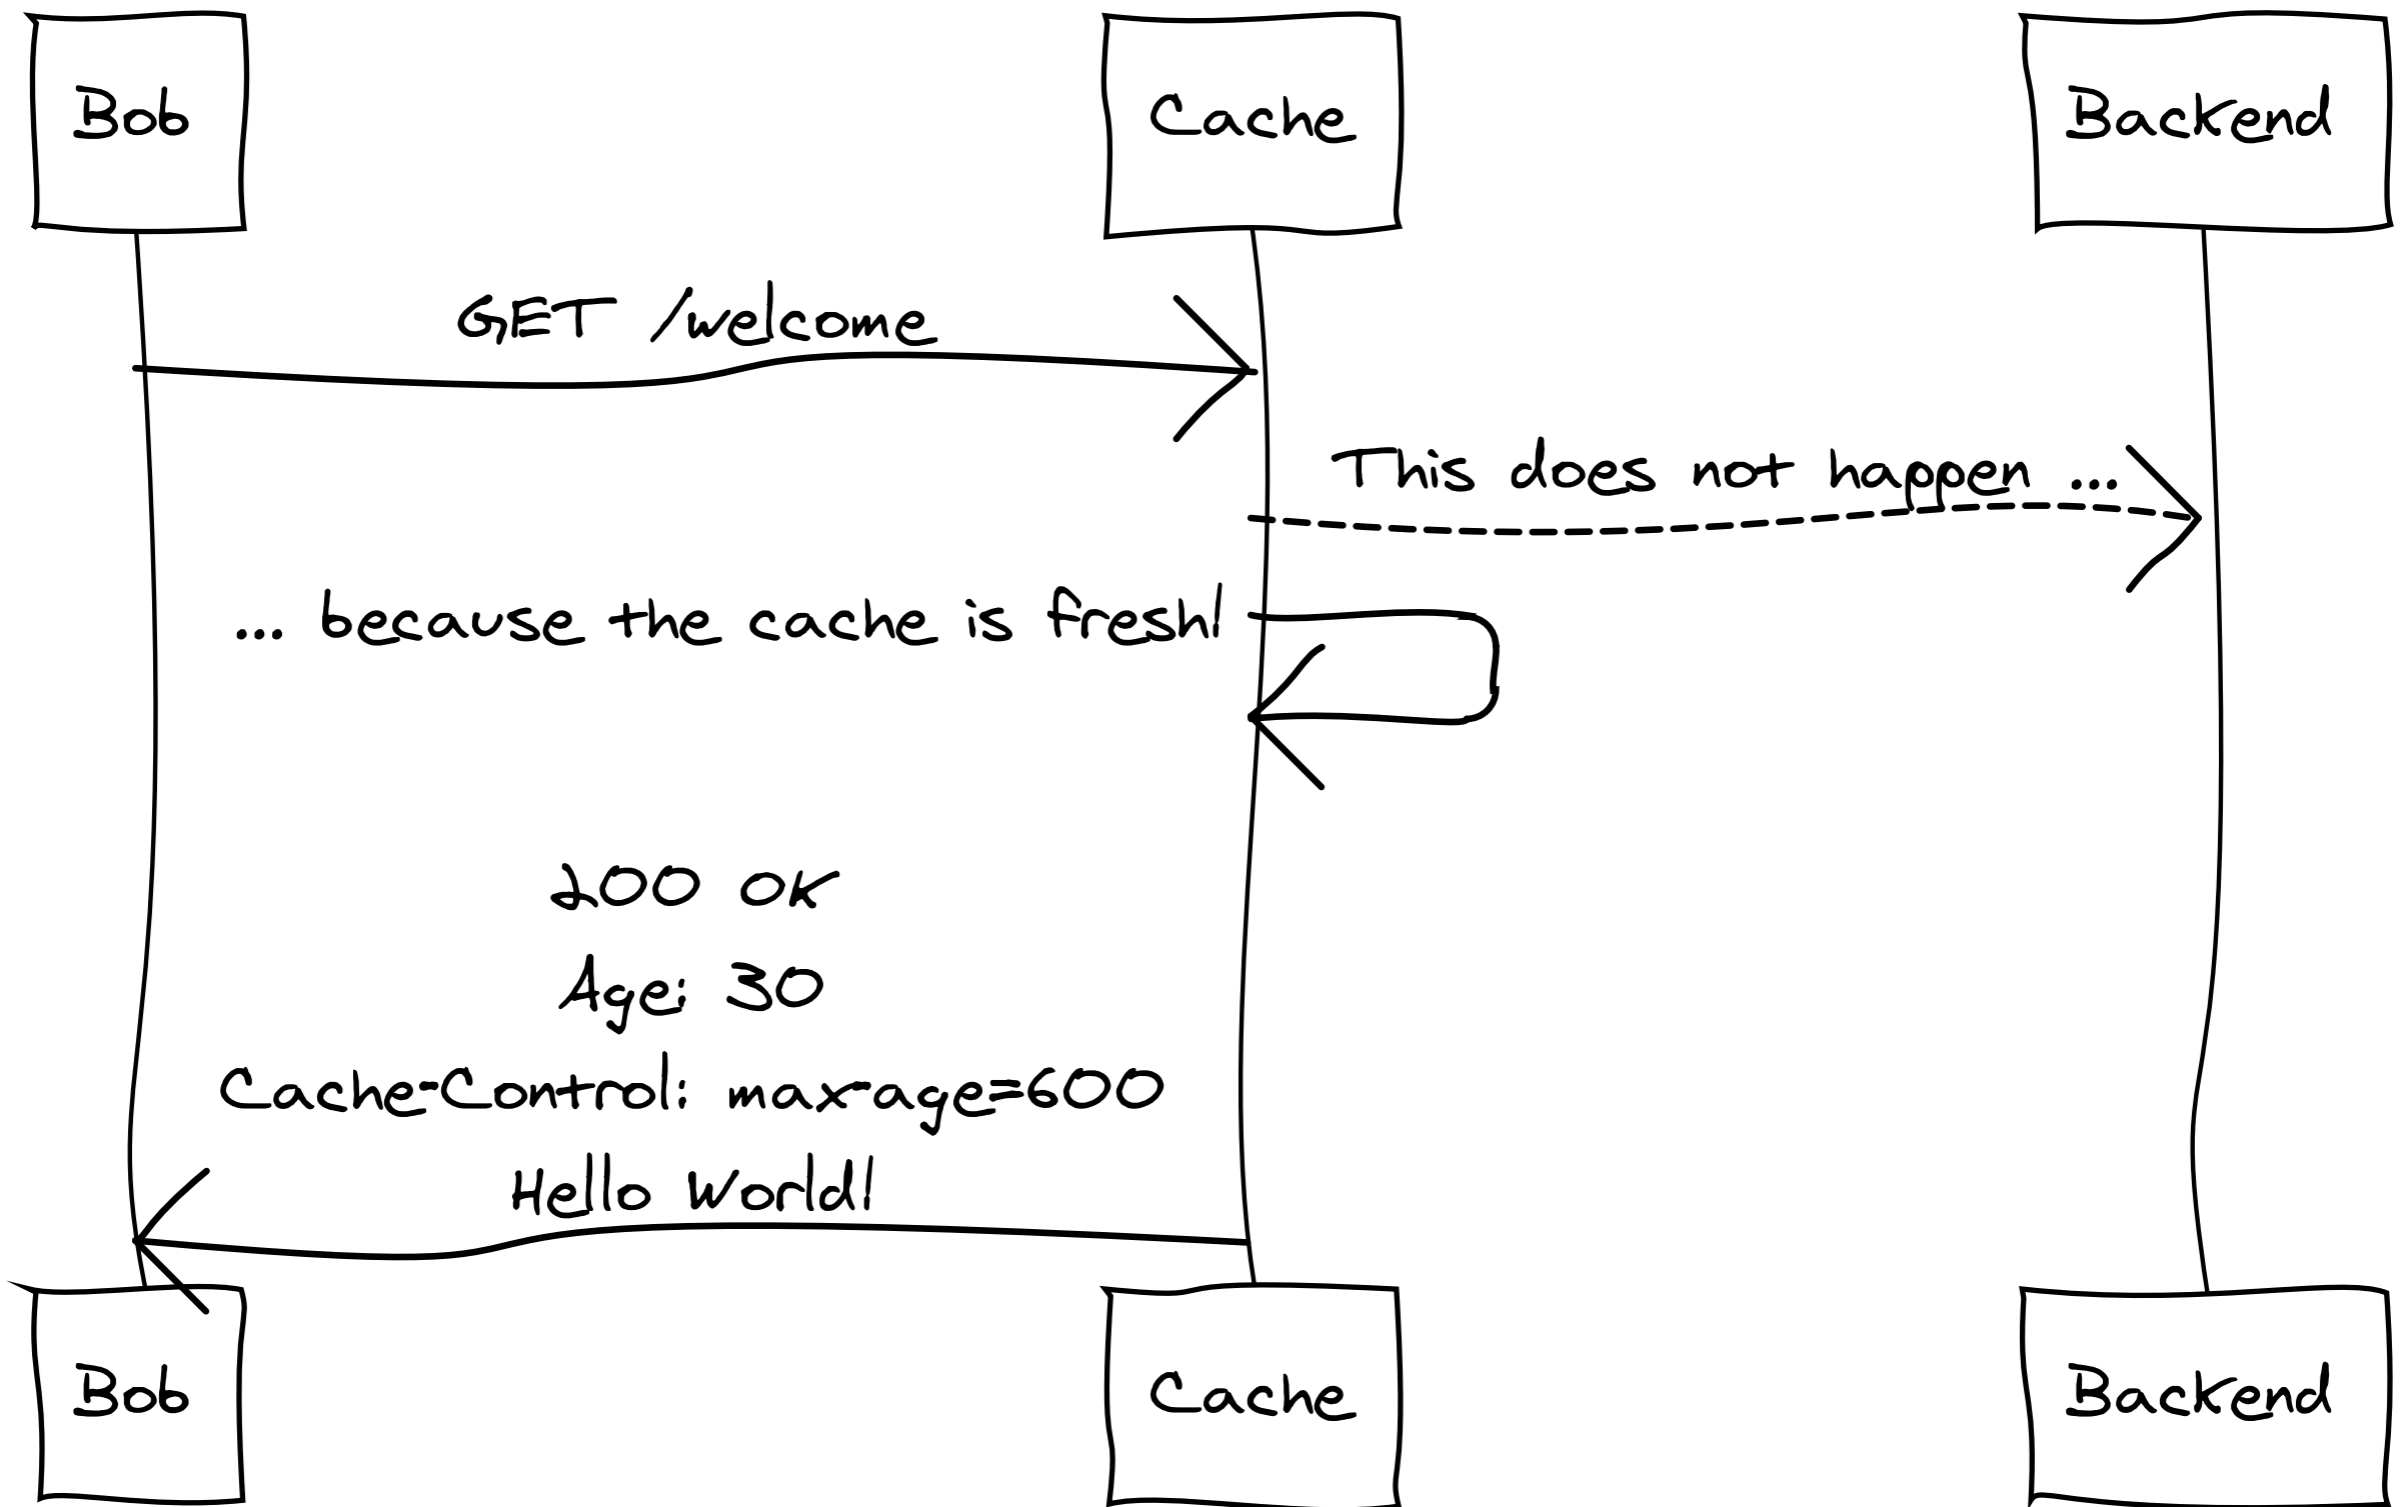 Bob
Cache
Backend
GET /welcome
This does not happen ...
... because the cache is fresh!
200 OK
Age: 30
Cache-Control: max-age=600
Hello World!
Bob
Cache
Backend